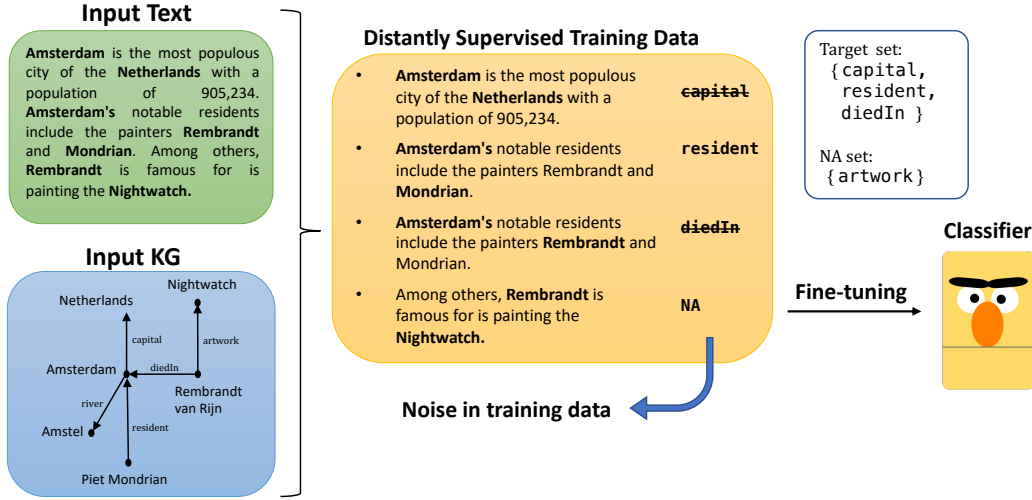 Input Text
Amsterdam is the most populous
city of the Netherlands with a
population of 905,234.
Amsterdam's notable residents
include the painters Rembrandt
and Mondrian. Among others,
Rembrandt is famous for is
painting the Nightwatch.
Input KG
Nightwatch
Netherlands
capital
artwork
Amsterdam
diedIn
river
Rembrandt
van Rijn
Amstel
resident
Piet Mondrian
Distantly Supervised Training Data
• Amsterdam is the most populous
city of the Netherlands with a
population of 905,234.
capital
• Amsterdam's notable residents
include the painters Rembrandt and
Mondrian.
resident
• Amsterdam's notable residents
include the painters Rembrandt and
Mondrian.
diedIn
• Among others, Rembrandt is
famous for is painting the
Nightwatch.
NA
Noise in training data
Target set:
{capital,
resident,
diedIn }
NA set:
{artwork}
Fine-tuning
Classifier